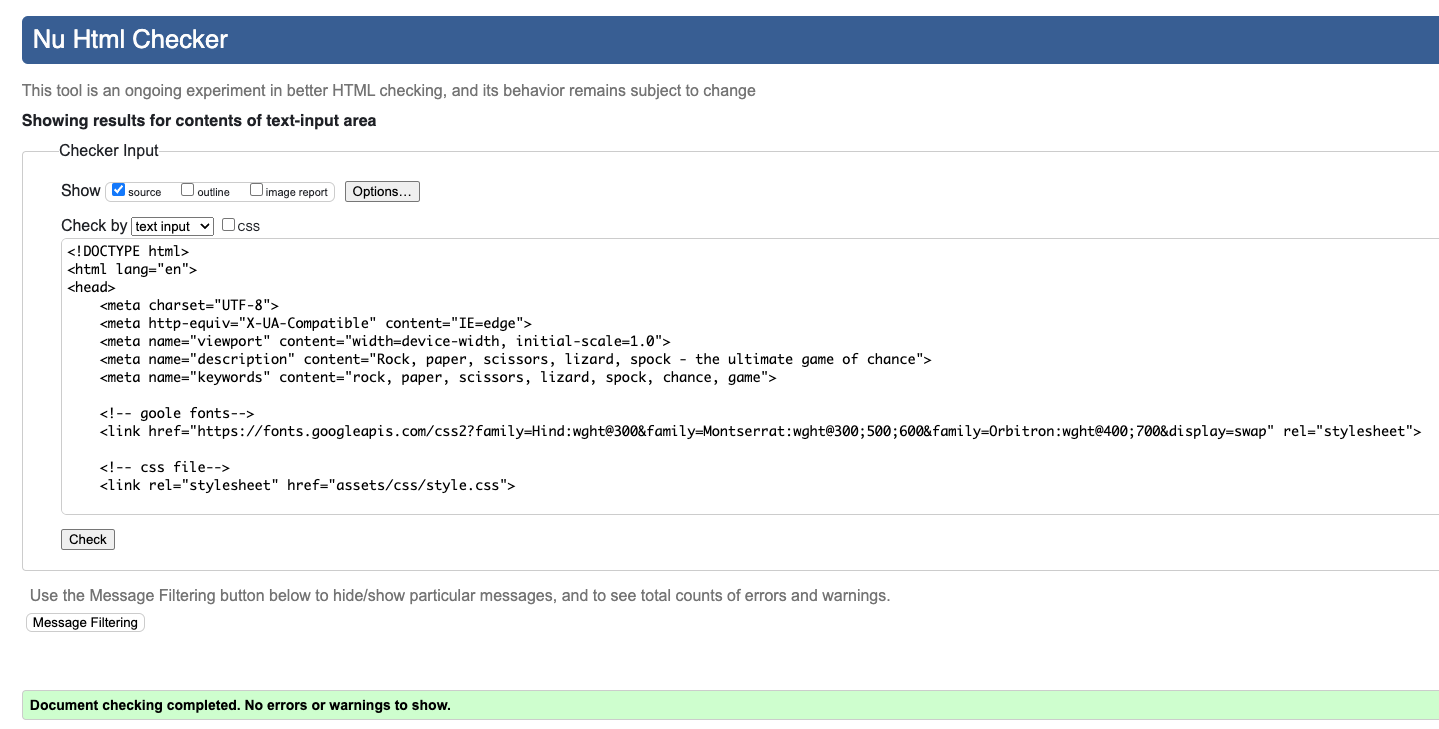 Nu Html Checker
This tool is an ongoing experiment in better HTML checking, and its behavior remains subject to change
Showing results for contents of text-input area
Checker Input
Show source outline image report Options...
Check by text input css
<!DOCTYPE html>
<html lang="en">
<head>
    <meta charset="UTF-8">
    <meta http-equiv="X-UA-Compatible" content="IE=edge">
    <meta name="viewport" content="width=device-width, initial-scale=1.0">
    <meta name="description" content="Rock, paper, scissors, lizard, spock - the ultimate game of chance">
    <meta name="keywords" content="rock, paper, scissors, lizard, spock, chance, game">
    <!-- goole fonts-->
    <link href="https://fonts.googleapis.com/css2?family=Hind:wght@300&family=Montserrat:wght@300;500;600&family=Orbitron:wght@400;700&display=swap" rel="stylesheet">
    <!-- css file-->
    <link rel="stylesheet" href="assets/css/style.css">
Check
Use the Message Filtering button below to hide/show particular messages, and to see total counts of errors and warnings.
Message Filtering
Document checking completed. No errors or warnings to show.